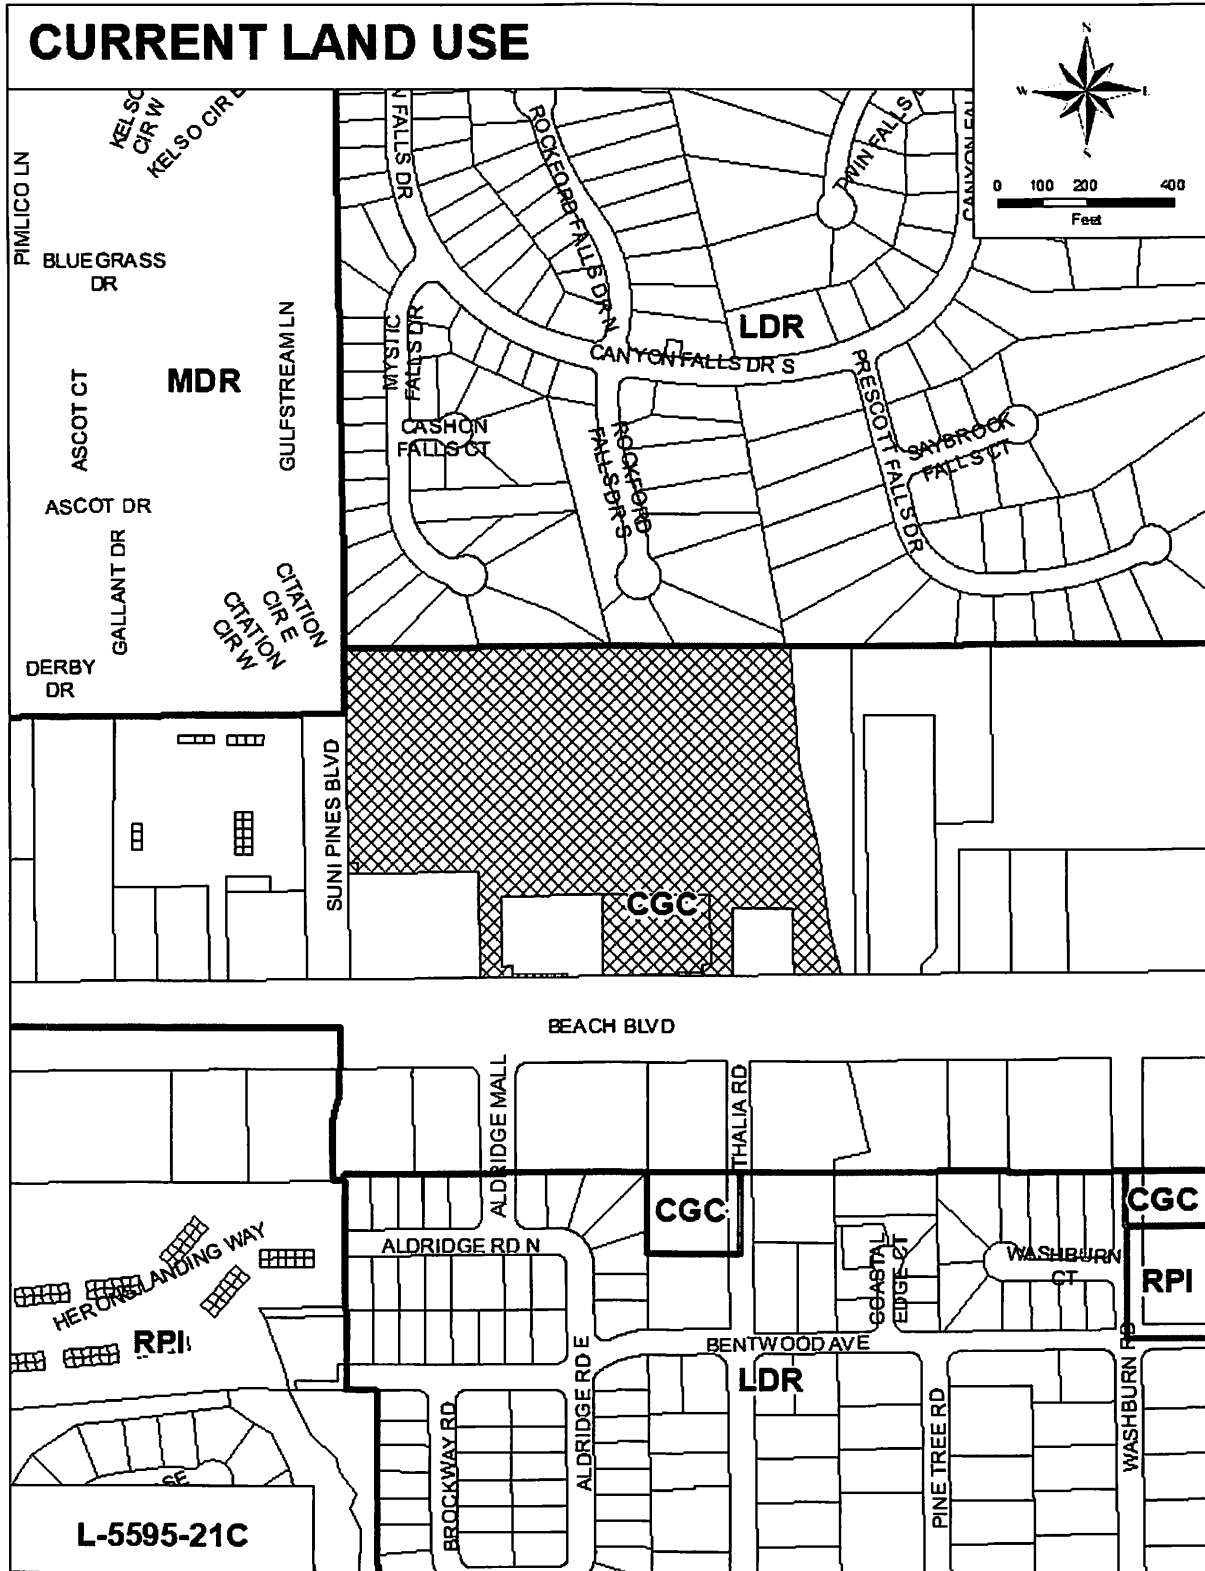 CURRENT LAND USE
N
W
S
0 100 200 400
Feet
KELSO
CIR W
KELSO CIR E
N FALLS DR
ROCKFORD FALLS DR N
TWIN FALLS
CANYON FAL
PIMLICO LN
BLUEGRASS
DR
GULFSTREAM LN
MYSTIC
FALLS DR
LDR
CANYON FALLS DR S
MDR
ASCOT CT
CASHON
FALLS CT
ROCKFORD
FALLS DR S
PRESCOTT FALLS DR
SAYBROOK
FALLS CT
ASCOT DR
GALLANT DR
CITATION
CIR E
CITATION
CIR W
DERBY
DR
SUNI PINES BLVD
CGC
BEACH BLVD
ALDRIDGE MALL
THALIA RD
CGC
CGC
ALDRIDGE RD N
COASTAL
EDGE CT
WASHBURN
CT
RPI
HERONS LANDING WAY
RPI
BENTWOOD AVE
LDR
ALDRIDGE RD E
BROCKWAY RD
PINE TREE RD
WASHBURN RD
SE
L-5595-21C